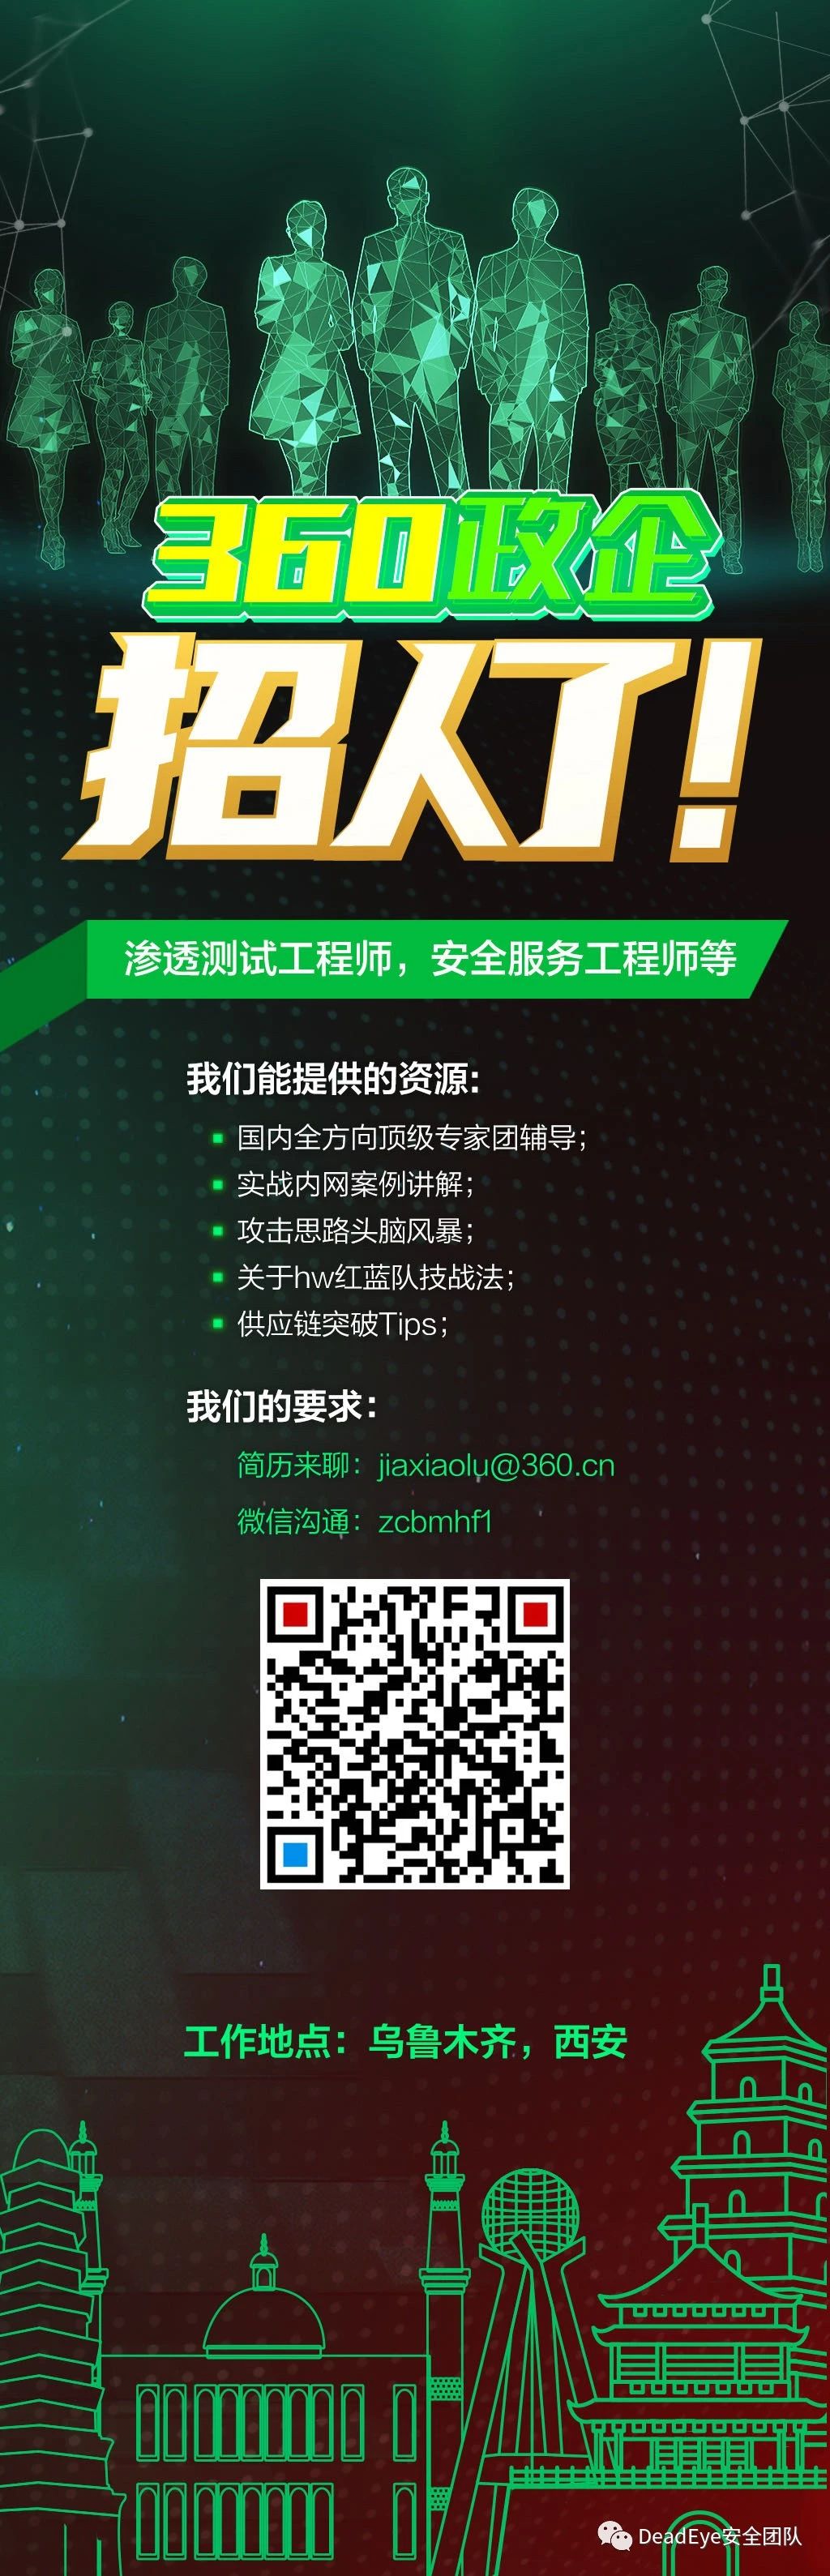 360政企
招人了!
渗透测试工程师，安全服务工程师等
我们能提供的资源:
国内全方向顶级专家团辅导；
实战内网案例讲解；
攻击思路头脑风暴；
关于hw红蓝队技战法；
供应链突破Tips；
我们的要求：
简历来聊：jiaxiaolu@360.cn
微信沟通：zcbmhf1
工作地点：乌鲁木齐，西安
DeadEye安全团队